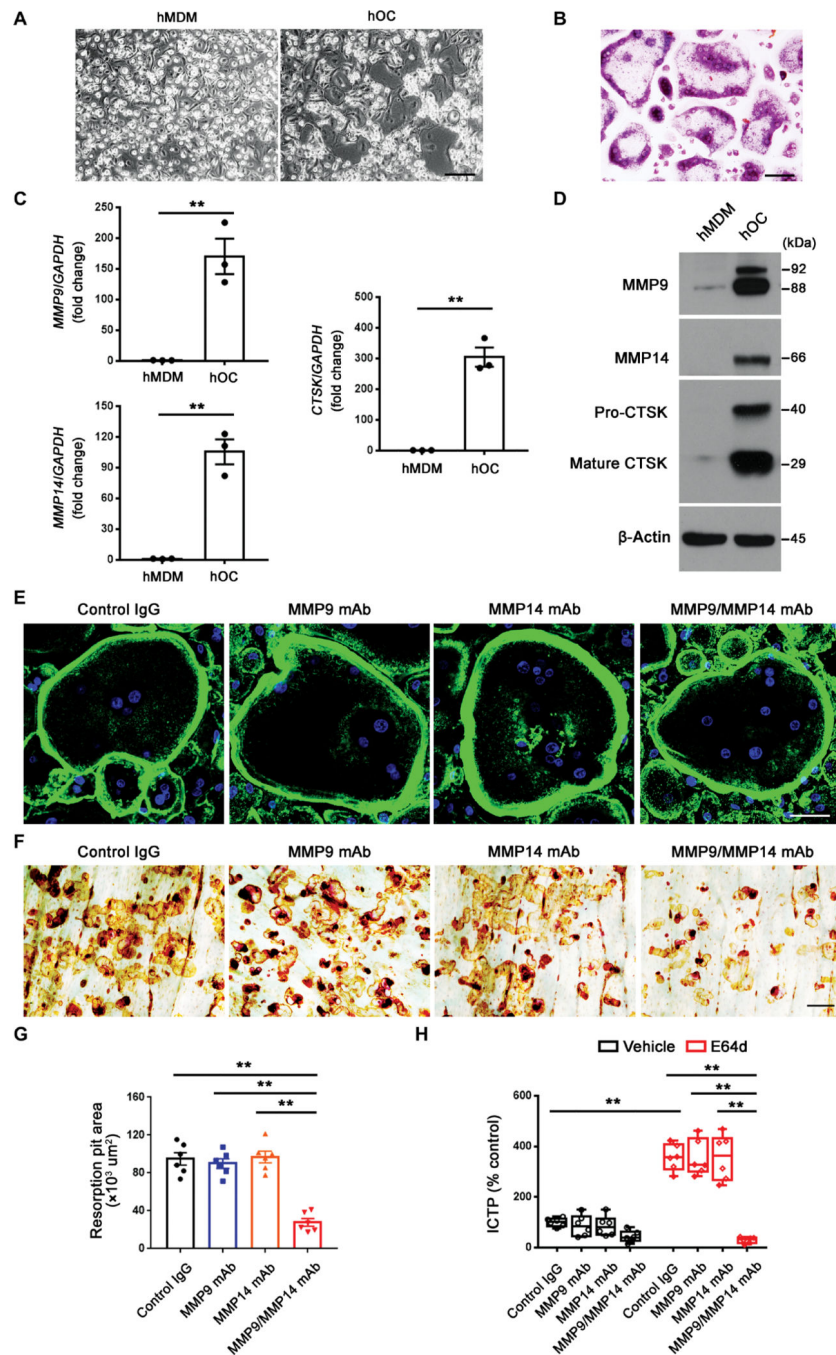 A
hMDM
hOC
B
C
**
250
200
150
100
50
0
MMP9/GAPDH
(fold change)
hMDM
hOC
**
150
120
90
60
30
0
MMP14/GAPDH
(fold change)
hMDM
hOC
**
600
500
400
300
200
100
0
CTSK/GAPDH
(fold change)
hMDM
hOC
D
hMDM
hOC
(kDa)
MMP9
92
88
MMP14
66
Pro-CTSK
40
Mature CTSK
29
β-Actin
45
E
Control IgG
MMP9 mAb
MMP14 mAb
MMP9/MMP14 mAb
F
Control IgG
MMP9 mAb
MMP14 mAb
MMP9/MMP14 mAb
G
**
**
**
160
120
80
40
0
Resorption pit area
(×10³ um²)
Control IgG
MMP9 mAb
MMP14 mAb
MMP9/MMP14 mAb
H
Vehicle
E64d
**
**
**
**
600
400
200
0
ICTP (% control)
Control IgG
MMP9 mAb
MMP14 mAb
MMP9/MMP14 mAb
Control IgG
MMP9 mAb
MMP14 mAb
MMP9/MMP14 mAb